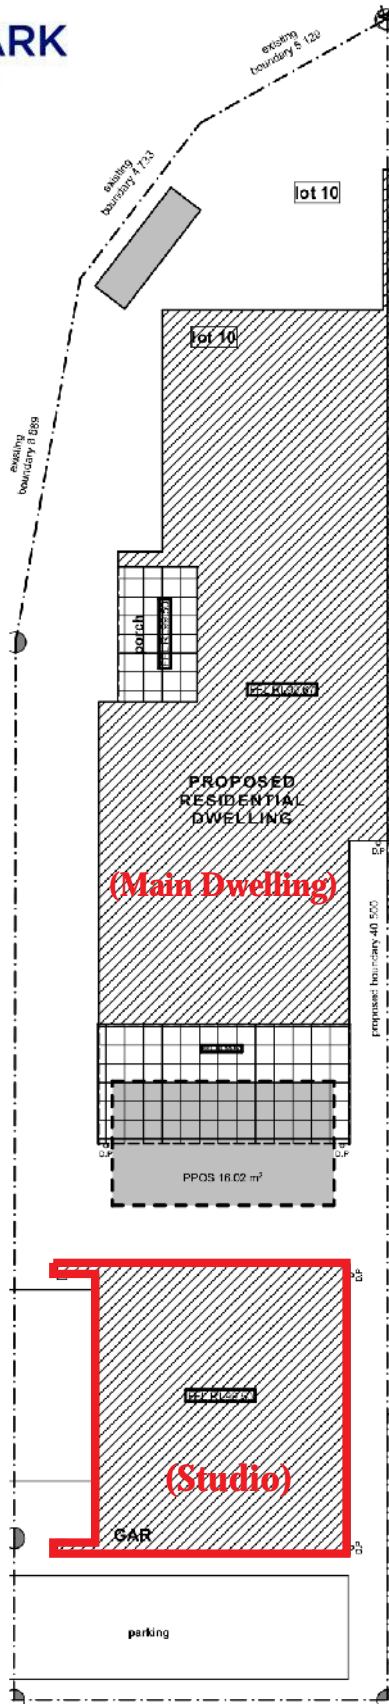 ARK
existing
boundary 5 120
existing
boundary 4 733
lot 10
lot 10
existing
boundary 8 689
porch
PROPOSED
RESIDENTIAL
DWELLING
(Main Dwelling)
D.P
proposed boundary 40 500
D.P
D.P
PPOS 16.02 m²
D.P
(Studio)
GAR
D.P
parking